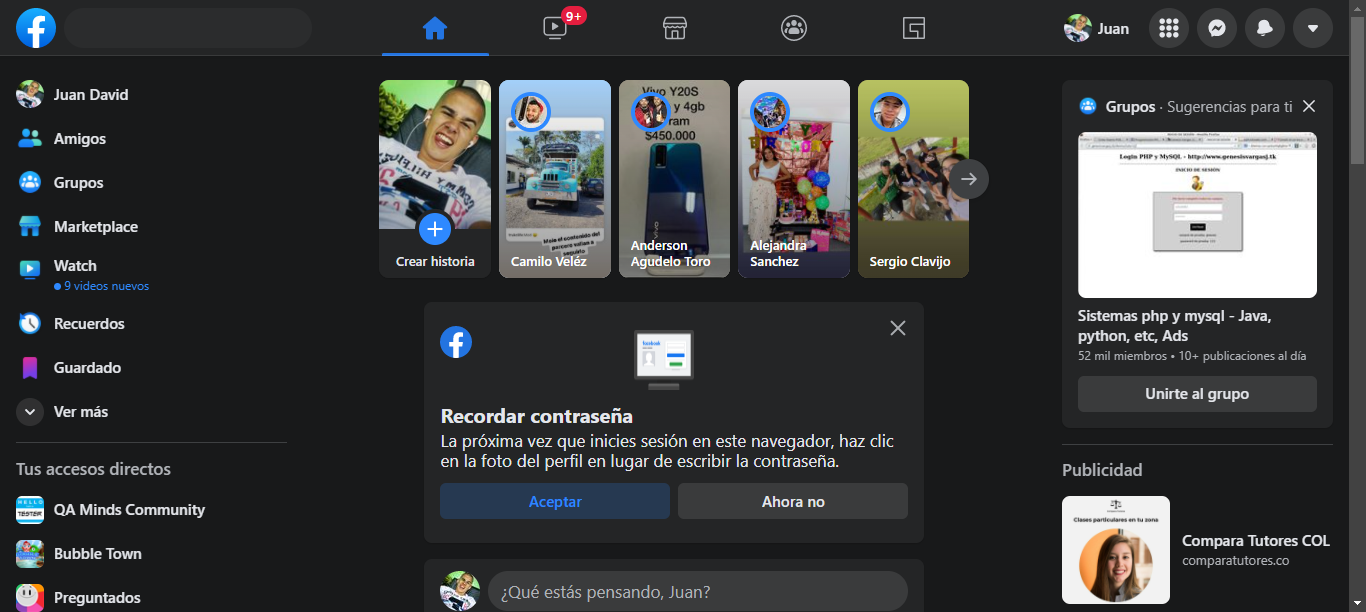 9+
Juan
Juan David
Amigos
Grupos
Marketplace
Watch
9 videos nuevos
Recuerdos
Guardado
Ver más
Tus accesos directos
QA Minds Community
Bubble Town
Preguntados
Crear historia
Camilo Veléz
Vivo Y20S
y 4gb
ram
$450.000
Anderson
Agudelo Toro
Alejandra
Sanchez
Sergio Clavijo
Recordar contraseña
La próxima vez que inicies sesión en este navegador, haz clic
en la foto del perfil en lugar de escribir la contraseña.
Aceptar
Ahora no
¿Qué estás pensando, Juan?
Grupos · Sugerencias para ti
Login PHP y MySQL - http://www.genesisvargasj.tk
INICIO DE SESION
Sistemas php y mysql - Java,
python, etc, Ads
52 mil miembros • 10+ publicaciones al día
Unirte al grupo
Publicidad
Clases particulares en tu zona
Compara Tutores COL
comparatutores.co